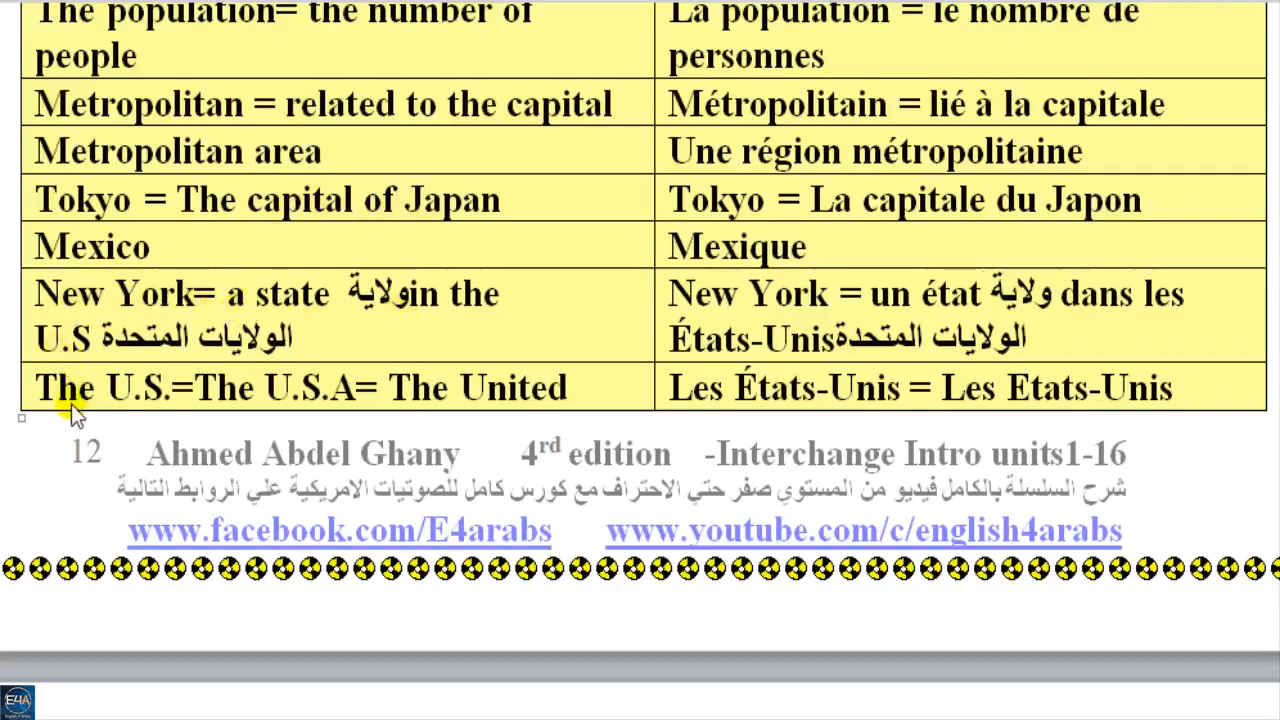 The population= the number of
people
La population = le nombre de
personnes
Metropolitan = related to the capital
Métropolitain = lié à la capitale
Metropolitan area
Une région métropolitaine
Tokyo = The capital of Japan
Tokyo = La capitale du Japon
Mexico
Mexique
New York= a state ولاية in the
U.S الولايات المتحدة
New York = un état ولاية dans les
États-Unis الولايات المتحدة
The U.S.=The U.S.A= The United
Les États-Unis = Les Etats-Unis
12 Ahmed Abdel Ghany 4rd edition -Interchange Intro units1-16
شرح السلسلة بالكامل فيديو من المستوي صفر حتي الاحتراف مع كورس كامل للصوتيات الامريكية علي الروابط التالية
www.facebook.com/E4arabs www.youtube.com/c/english4arabs
E4A